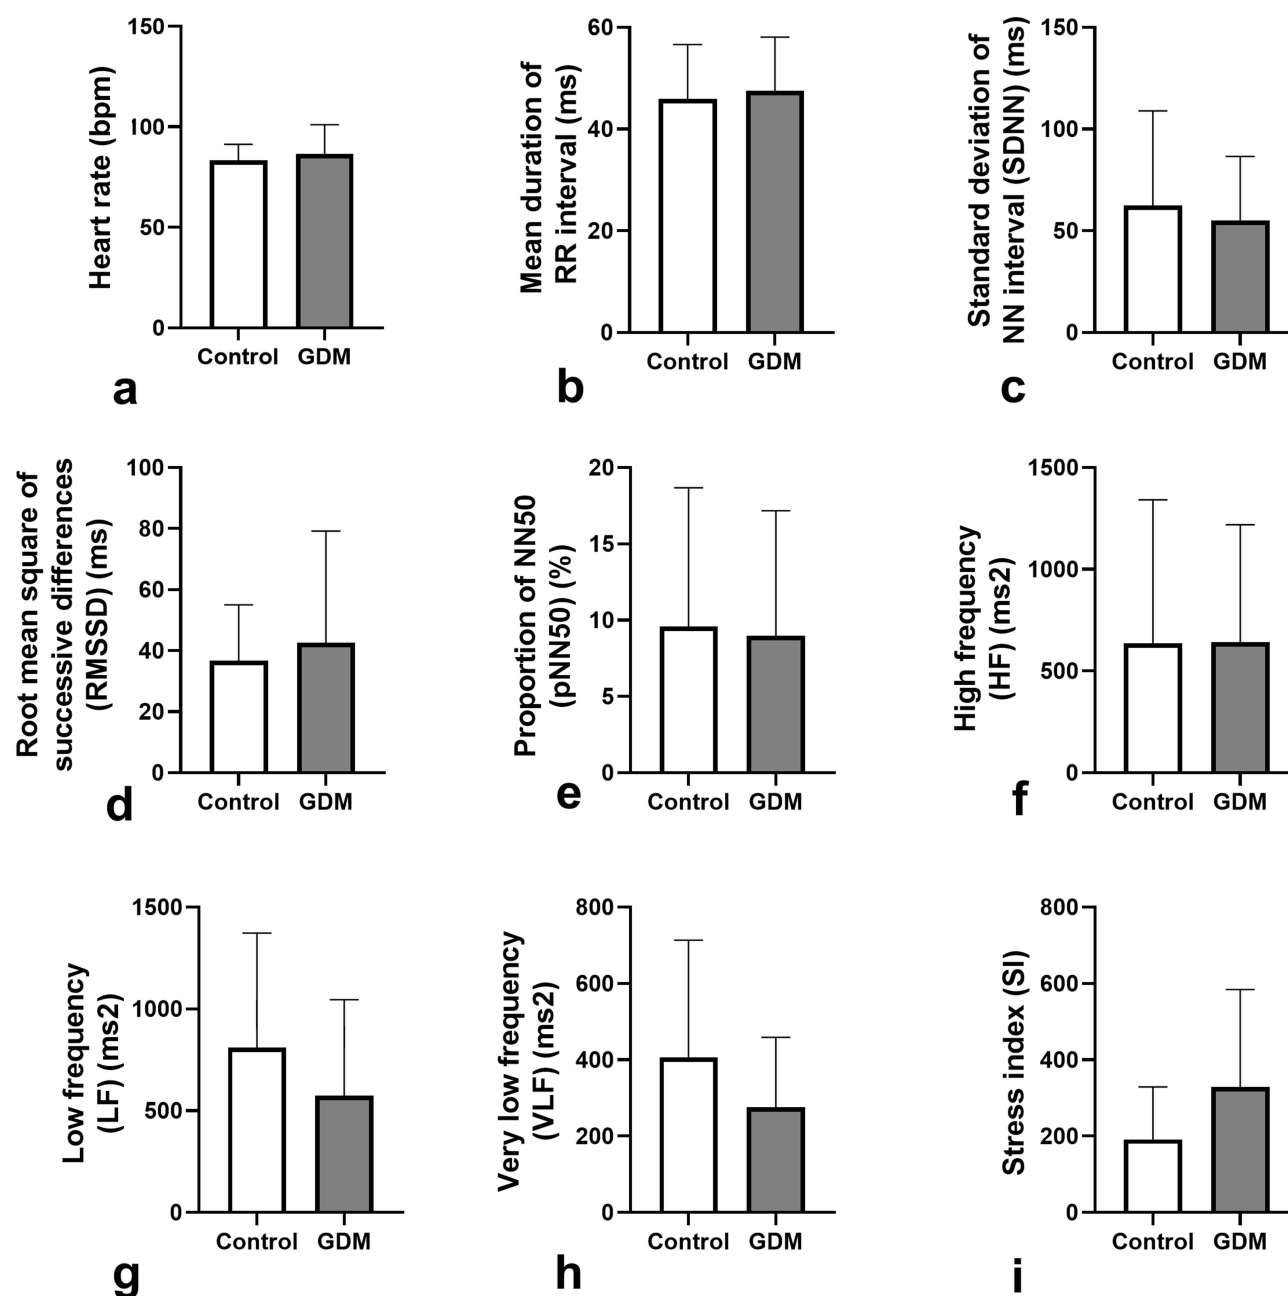 Heart rate (bpm)
150
100
50
0
Control GDM
a
Mean duration of
RR interval (ms)
60
40
20
0
Control GDM
b
Standard deviation of
NN interval (SDNN) (ms)
150
100
50
0
Control GDM
c
Root mean square of
successive differences
(RMSSD) (ms)
100
80
60
40
20
0
Control GDM
d
Proportion of NN50
(pNN50) (%)
20
15
10
5
0
Control GDM
e
High frequency
(HF) (ms2)
1500
1000
500
0
Control GDM
f
Low frequency
(LF) (ms2)
1500
1000
500
0
Control GDM
g
Very low frequency
(VLF) (ms2)
800
600
400
200
0
Control GDM
h
Stress index (SI)
800
600
400
200
0
Control GDM
i